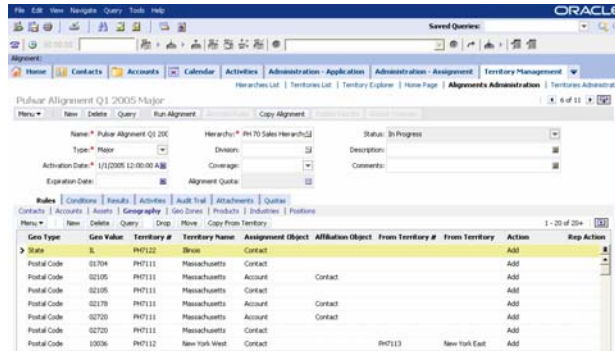 File Edit View Navigate Query Tools Help
ORACLE
Saved Queries:
Alignment:
Home Contacts Accounts Calendar Activities Administration - Application Administration - Assignment Territory Management
Hierarchies List | Territories List | Territory Explorer | Home Page | Alignments Administration | Territories Administrat
Pulsar Alignment Q1 2005 Major
6 of 11
Menu New Delete Query Run Alignment Copy Alignment
Name:* Pulsar Alignment Q1 200 Hierarchy:* PH 70 Sales Hierarch Status: In Progress
Type:* Major Division: Description:
Activation Date:* 1/1/2005 12:00:00 A Coverage: Comments:
Expiration Date: Alignment Quota:
Rules Conditions Results Activities Audit Trail Attachments Quotas
Contacts | Accounts | Assets | Geography | Geo Zones | Products | Industries | Positions
Menu New Delete Query Drop Move Copy From Territory 1 - 20 of 20+
Geo Type Geo Value Territory # Territory Name Assignment Object Affiliation Object From Territory # From Territory Action Rep Action
State IL PH7122 Illinois Contact Add
Postal Code 01704 PH7111 Massachusetts Contact Add
Postal Code 02105 PH7111 Massachusetts Account Contact Add
Postal Code 02105 PH7111 Massachusetts Contact Add
Postal Code 02178 PH7111 Massachusetts Account Contact Add
Postal Code 02720 PH7111 Massachusetts Account Contact Add
Postal Code 02720 PH7111 Massachusetts Contact Add
Postal Code 10036 PH7112 New York West Contact PH7113 New York East Add